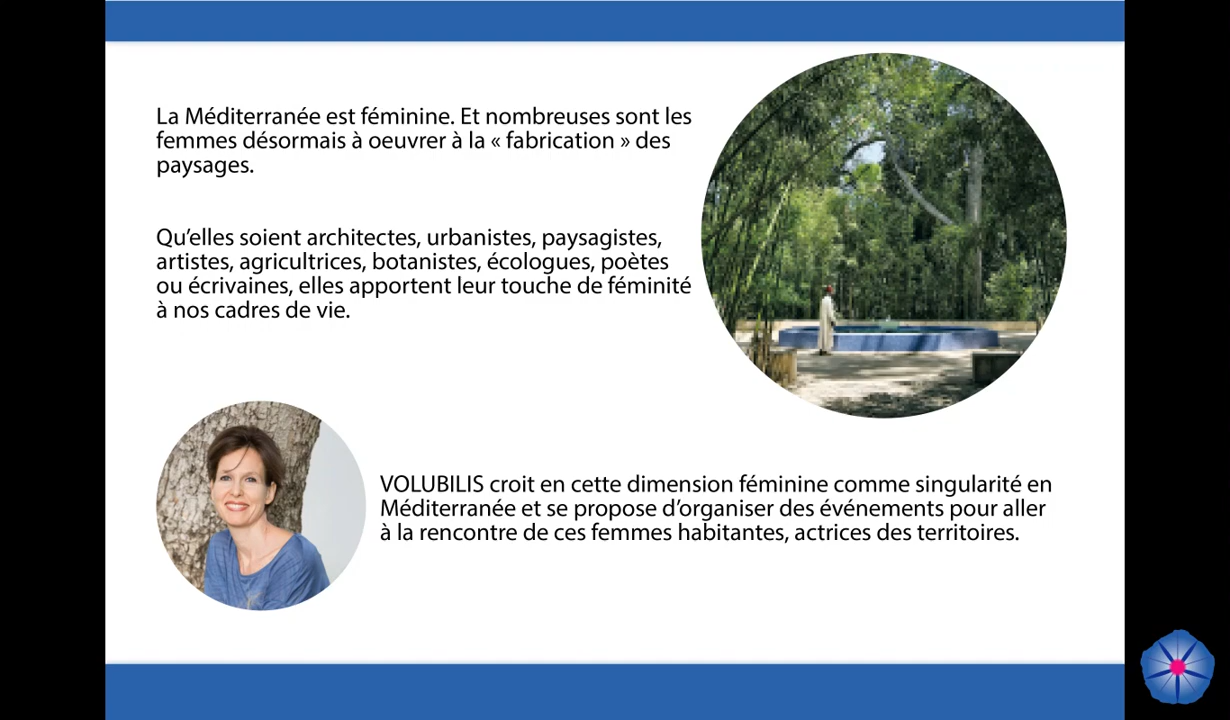 La Méditerranée est féminine. Et nombreuses sont les
femmes désormais à oeuvrer à la « fabrication » des
paysages.
Qu’elles soient architectes, urbanistes, paysagistes,
artistes, agricultrices, botanistes, écologues, poètes
ou écrivaines, elles apportent leur touche de féminité
à nos cadres de vie.
VOLUBILIS croit en cette dimension féminine comme singularité en
Méditerranée et se propose d’organiser des événements pour aller
à la rencontre de ces femmes habitantes, actrices des territoires.